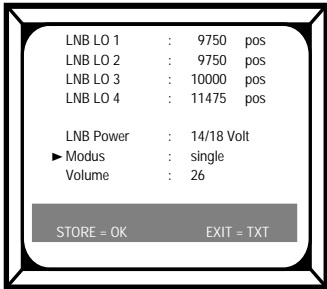 LNB LO 1 : 9750 pos
LNB LO 2 : 9750 pos
LNB LO 3 : 10000 pos
LNB LO 4 : 11475 pos
LNB Power : 14/18 Volt
►Modus : single
Volume : 26
STORE = OK EXIT = TXT